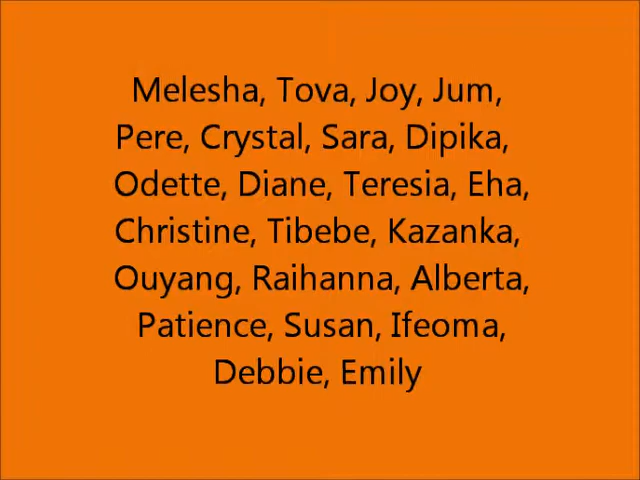 Melesha, Tova, Joy, Jum,
Pere, Crystal, Sara, Dipika,
Odette, Diane, Teresia, Eha,
Christine, Tibebe, Kazanka,
Ouyang, Raihanna, Alberta,
Patience, Susan, Ifeoma,
Debbie, Emily